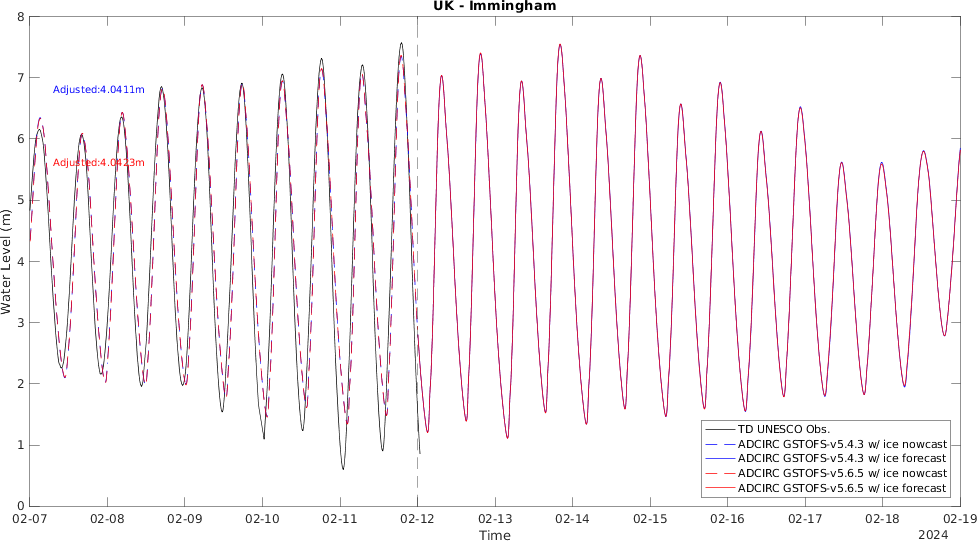 UK - Immingham
8
7
6
5
4
3
2
1
0
Water Level (m)
Adjusted:4.0411m
Adjusted:4.0423m
TD UNESCO Obs.
ADCIRC GSTOFS-v5.4.3 w/ ice nowcast
ADCIRC GSTOFS-v5.4.3 w/ ice forecast
ADCIRC GSTOFS-v5.6.5 w/ ice nowcast
ADCIRC GSTOFS-v5.6.5 w/ ice forecast
02-07 02-08 02-09 02-10 02-11 02-12 02-13 02-14 02-15 02-16 02-17 02-18 02-19
Time
2024